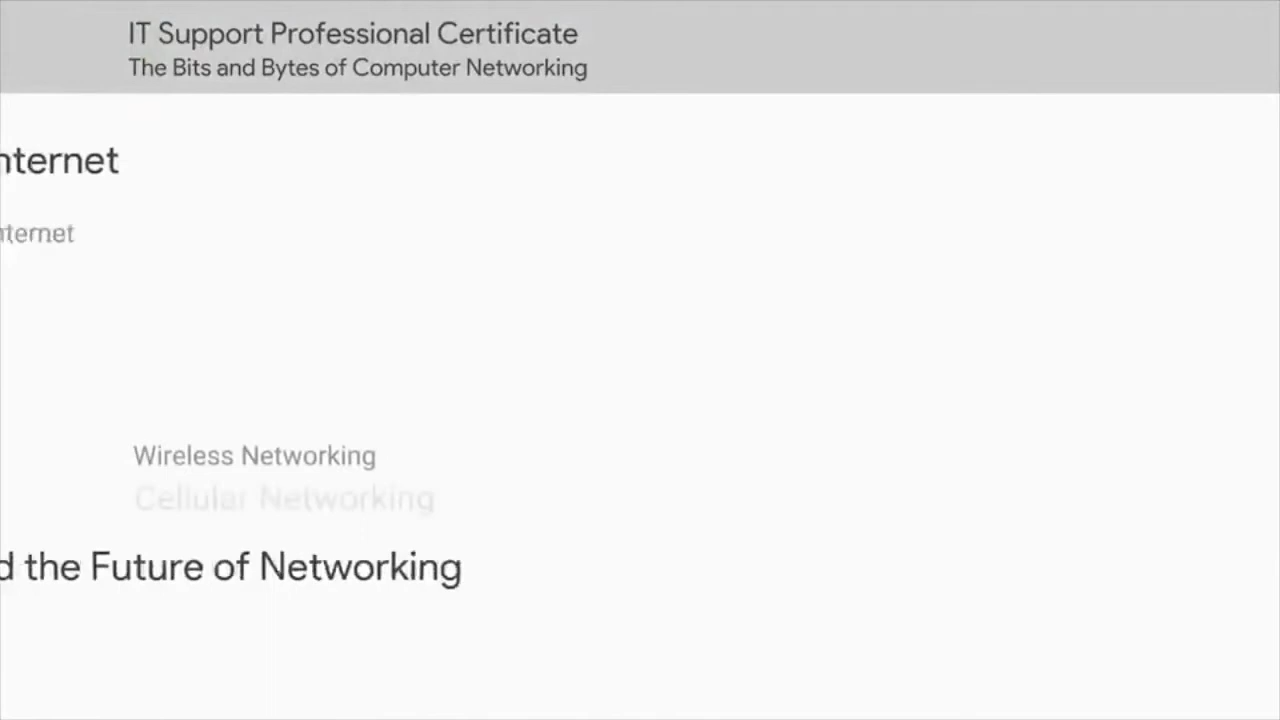 IT Support Professional Certificate
The Bits and Bytes of Computer Networking
nternet
nternet
Wireless Networking
Cellular Networking
d the Future of Networking